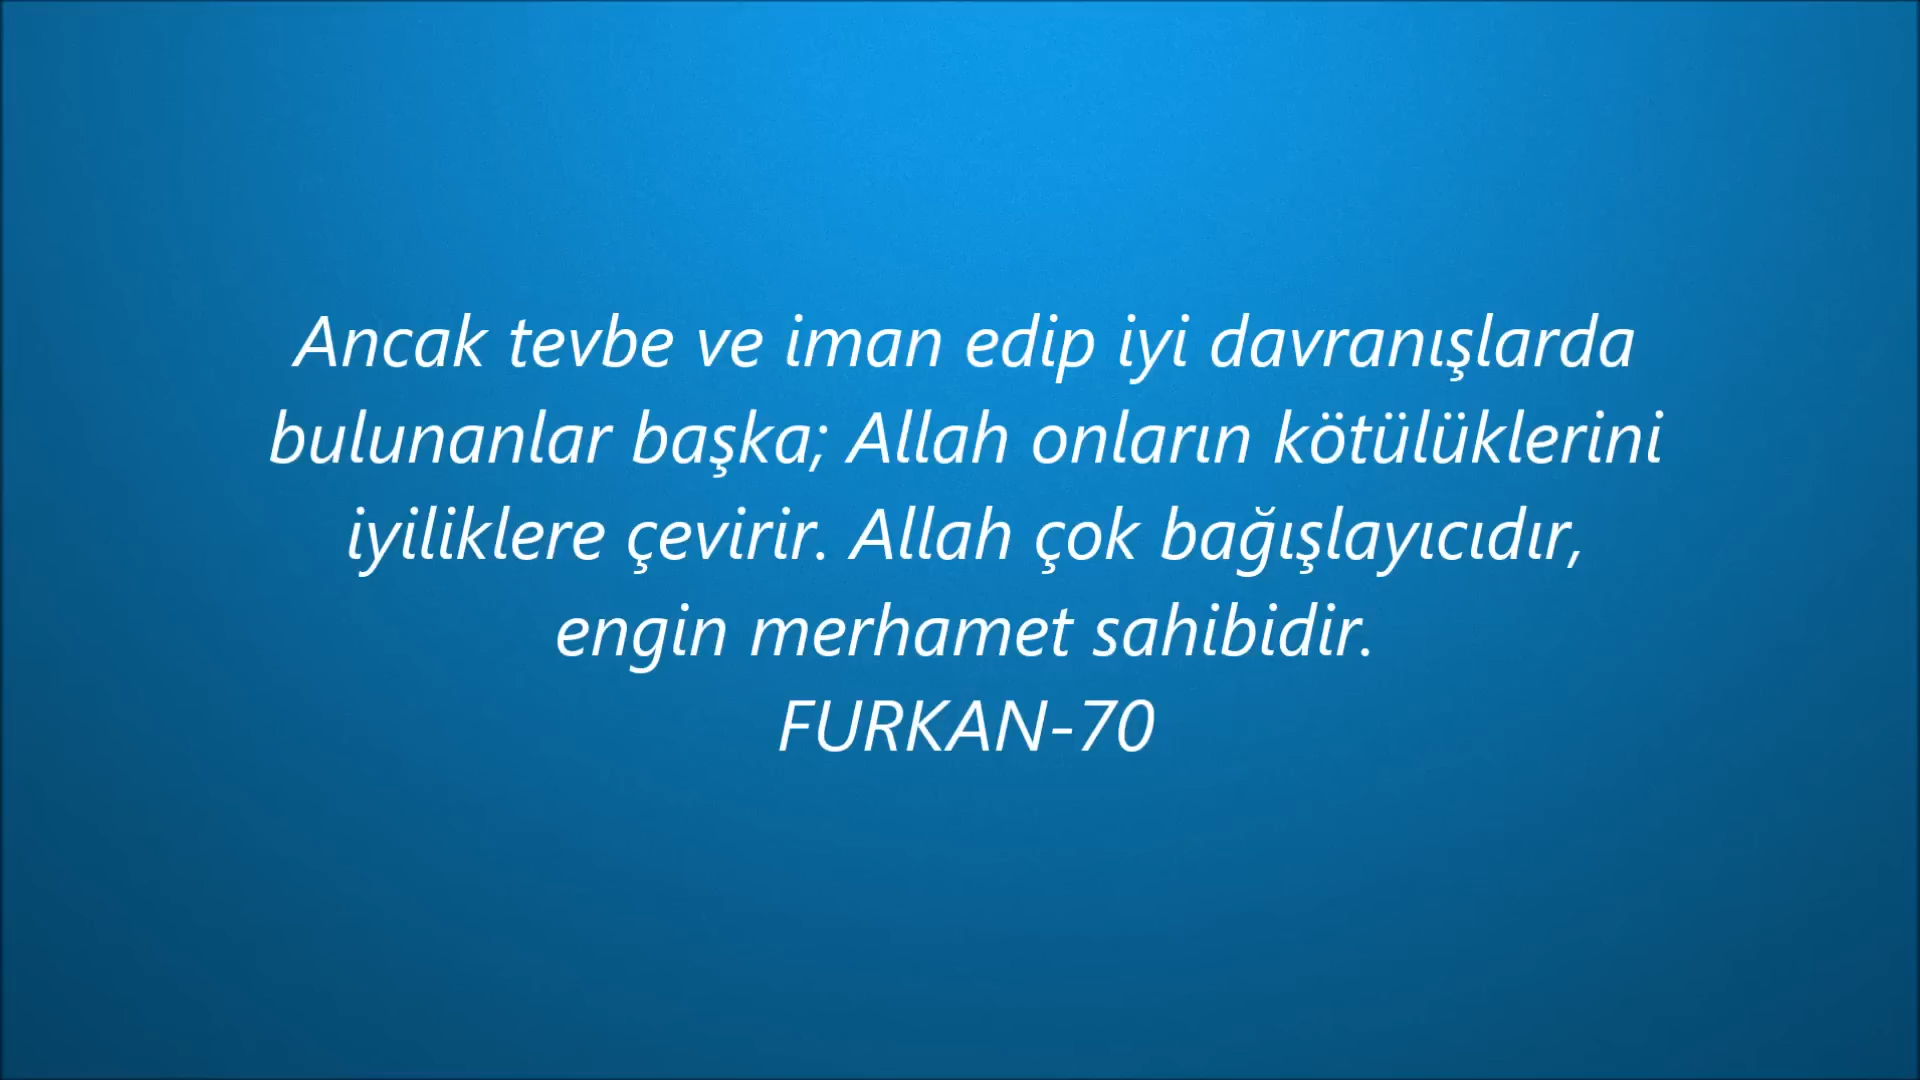 Ancak tevbe ve iman edip iyi davranışlarda
bulunanlar başka; Allah onların kötülüklerini
iyiliklere çevirir. Allah çok bağışlayıcıdır,
engin merhamet sahibidir.
FURKAN-70